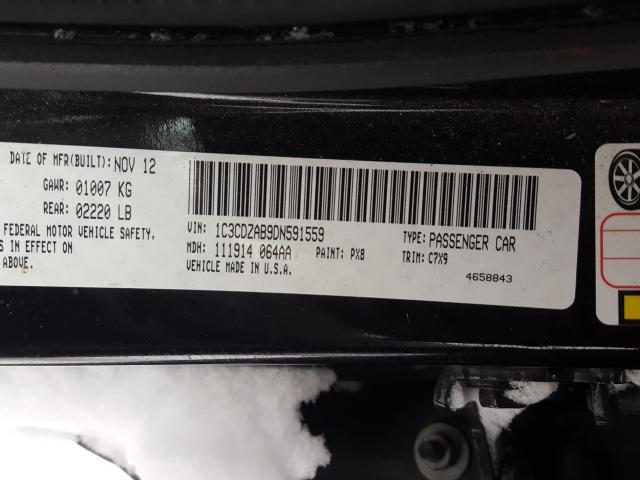 DATE OF MFR(BUILT): NOV 12
GAWR: 01007 KG
REAR: 02220 LB
FEDERAL MOTOR VEHICLE SAFETY,
S IN EFFECT ON
ABOVE.
VIN: 1C3CDZAB9DN591559
TYPE: PASSENGER CAR
MDH: 111914 064AA
PAINT: PX8
TRIM: C7X9
VEHICLE MADE IN U.S.A.
4658843